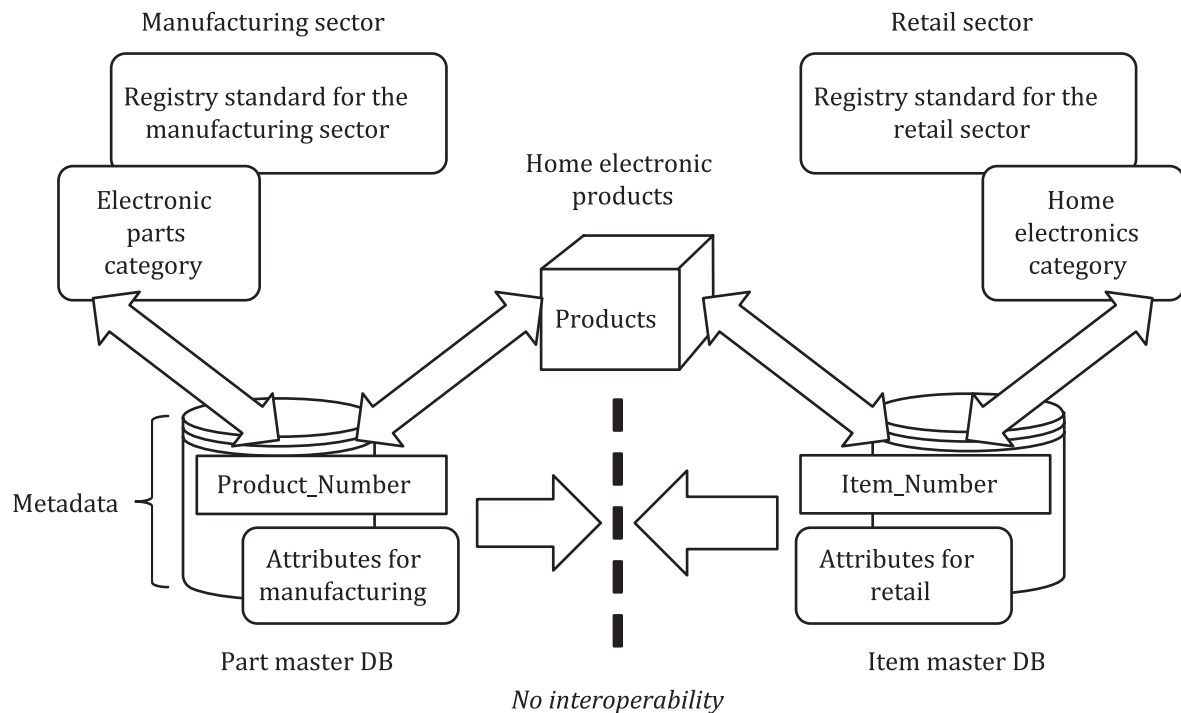 Manufacturing sector
Retail sector
Registry standard for the
manufacturing sector
Registry standard for the
retail sector
Home electronic
products
Electronic
parts
category
Home
electronics
category
Products
Metadata
Product_Number
Item_Number
Attributes for
manufacturing
Attributes for
retail
Part master DB
Item master DB
No interoperability